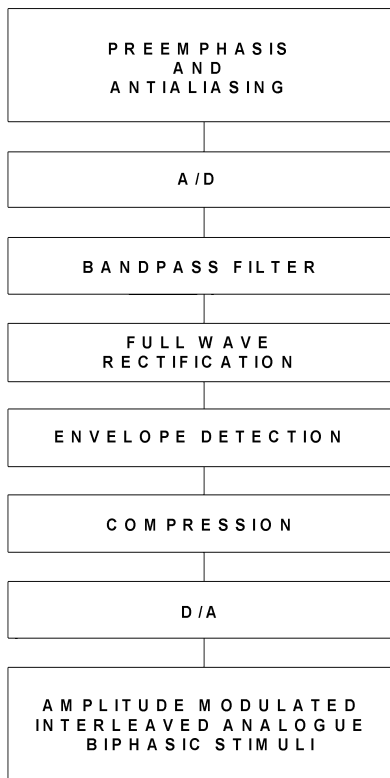 PREEMPHASIS
AND
ANTIALIASING
A/D
BANDPASS FILTER
FULL WAVE
RECTIFICATION
ENVELOPE DETECTION
COMPRESSION
D/A
AMPLITUDE MODULATED
INTERLEAVED ANALOGUE
BIPHASIC STIMULI